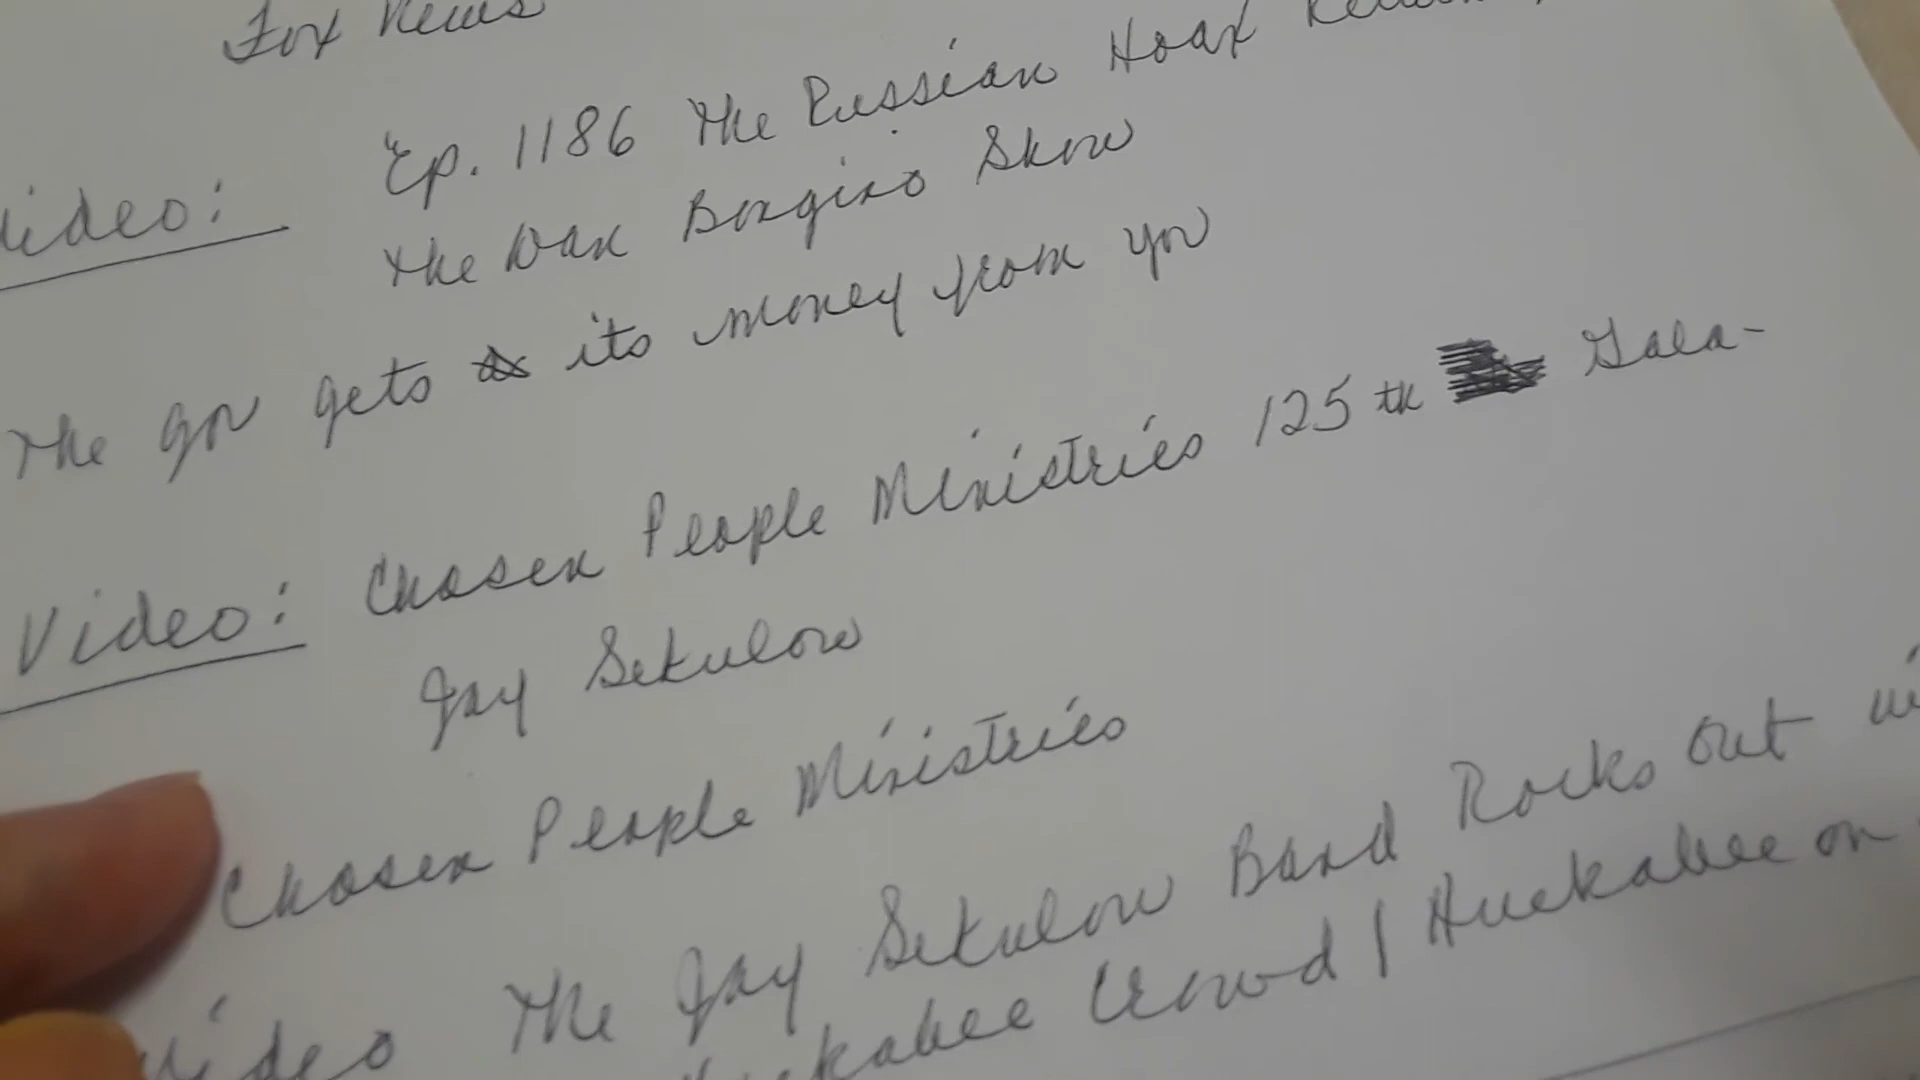 Fox News
Video: Ep. 1186 The Russian Hoax
The Dan Bongino Show
The gov gets its money from you
Video: Chosen People Ministries 125th Gala-
Jay Sekulow
Chosen People Ministries
Video The Jay Sekulow Band Rocks Out
Huckabee Crowd | Huckabee on